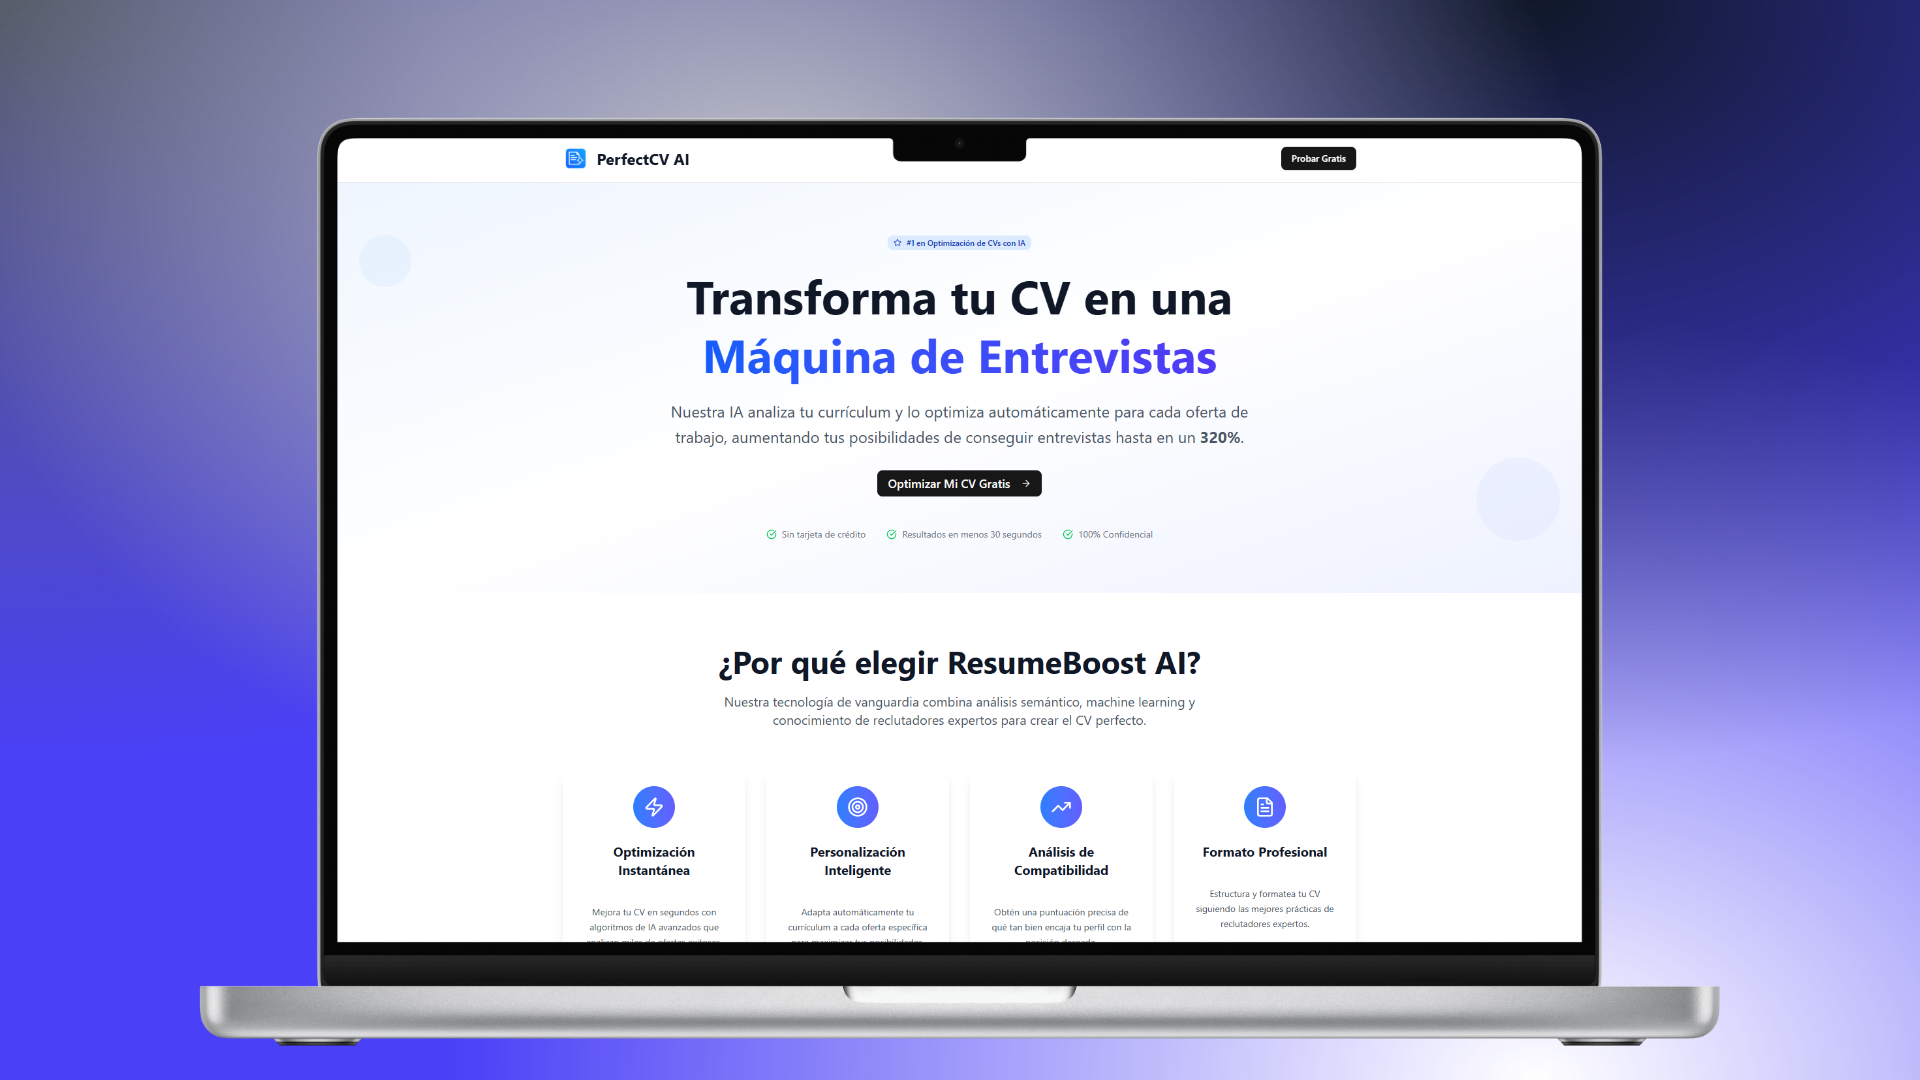 PerfectCV AI
Probar Gratis
#1 en Optimización de CVs con IA
Transforma tu CV en una
Máquina de Entrevistas
Nuestra IA analiza tu currículum y lo optimiza automáticamente para cada oferta de
trabajo, aumentando tus posibilidades de conseguir entrevistas hasta en un 320%.
Optimizar Mi CV Gratis
Sin tarjeta de crédito
Resultados en menos 30 segundos
100% Confidencial
¿Por qué elegir ResumeBoost AI?
Nuestra tecnología de vanguardia combina análisis semántico, machine learning y
conocimiento de reclutadores expertos para crear el CV perfecto.
Optimización
Instantánea
Mejora tu CV en segundos con
algoritmos de IA avanzados que
Personalización
Inteligente
Adapta automáticamente tu
currículum a cada oferta específica
Análisis de
Compatibilidad
Obtén una puntuación precisa de
qué tan bien encaja tu perfil con la
Formato Profesional
Estructura y formatea tu CV
siguiendo las mejores prácticas de
reclutadores expertos.